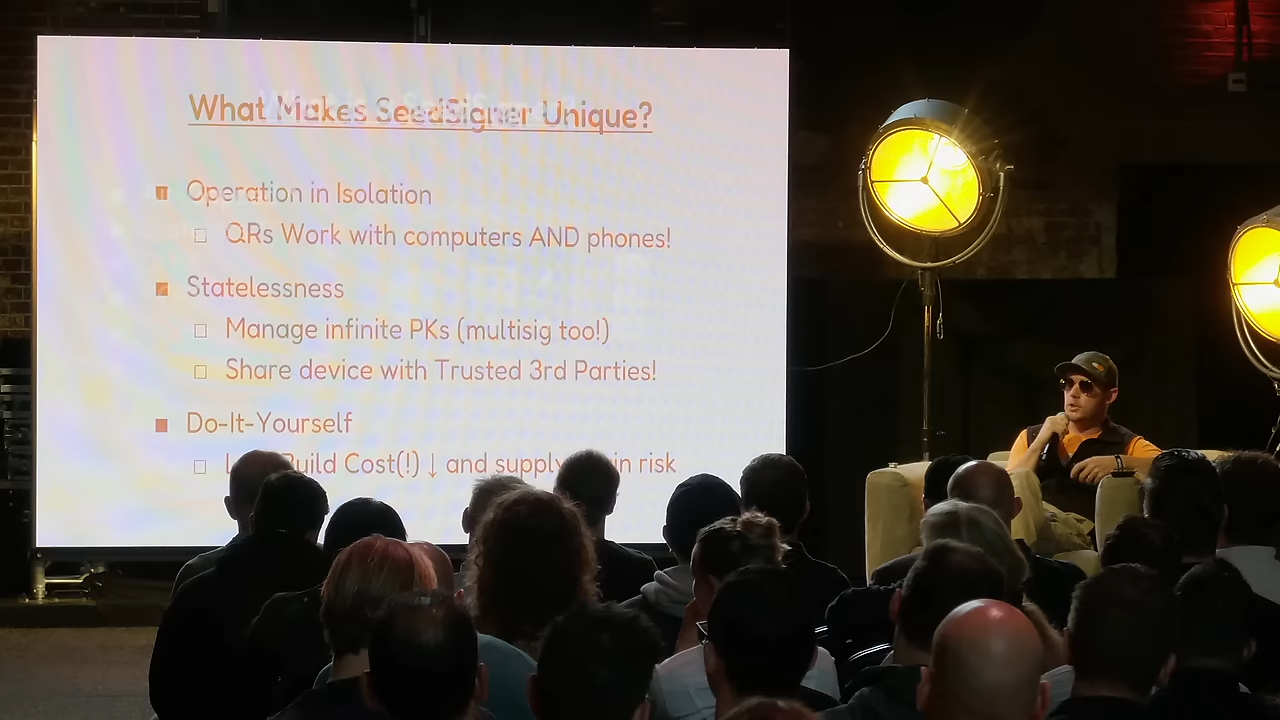 What Makes SeedSigner Unique?
Operation in Isolation
QRs Work with computers AND phones!
Statelessness
Manage infinite PKs (multisig too!)
Share device with Trusted 3rd Parties!
Do-It-Yourself
Build Cost(!) ↓ and supply risk